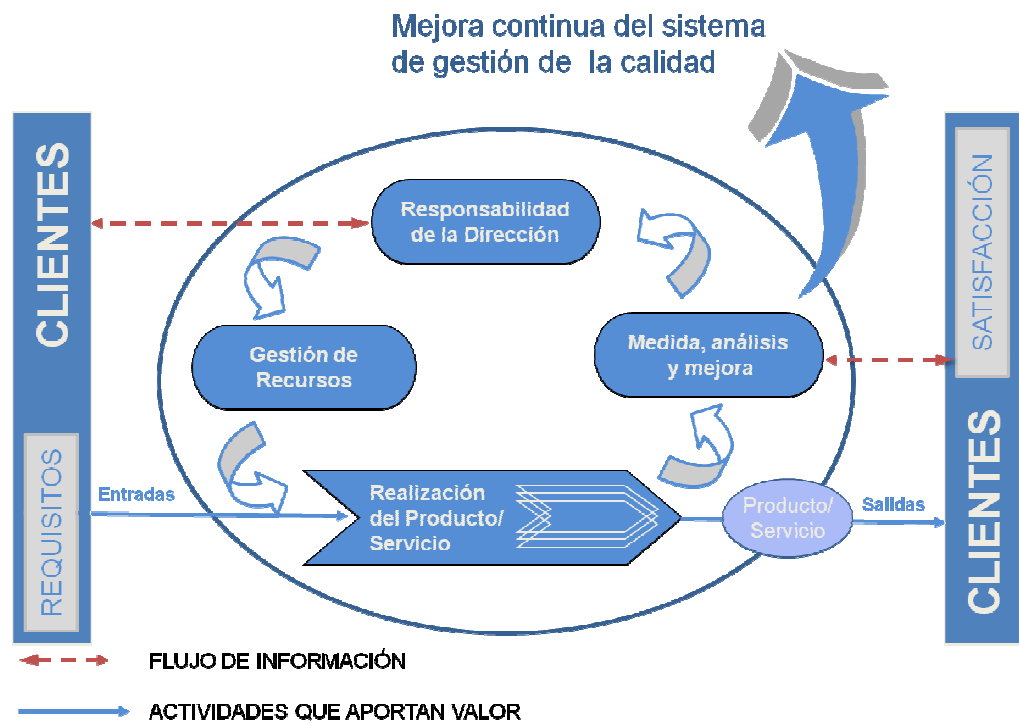 Mejora continua del sistema
de gestión de la calidad
CLIENTES
REQUISITOS
Responsabilidad
de la Dirección
Gestión de
Recursos
Medida, análisis
y mejora
Entradas
Realización
del Producto/
Servicio
Producto/
Servicio
Salidas
SATISFACCIÓN
CLIENTES
FLUJO DE INFORMACIÓN
ACTIVIDADES QUE APORTAN VALOR